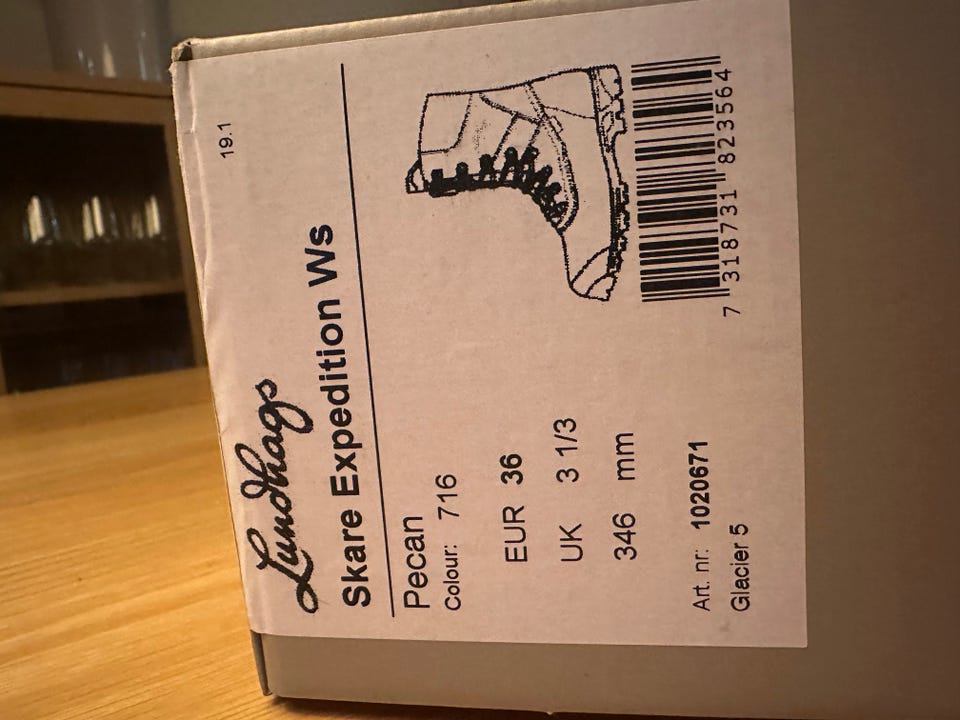 19.1
Lundhags
Skare Expedition Ws
Pecan
Colour: 716
EUR 36
UK 3 1/3
346 mm
Art. nr: 1020671
Glacier 5
7 318731 823564